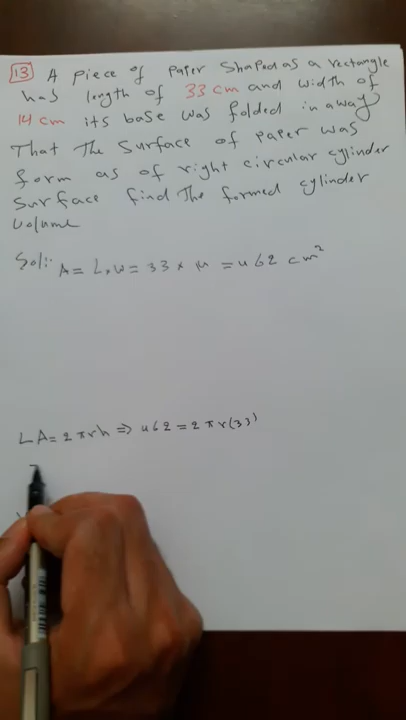 13 A piece of paper shaped as a rectangle
has length of 33 cm and width of
14 cm its base was folded in away
That The Surface of paper was
form as of right circular cylinder
Surface find The formed cylinder
volume
Sol:- A = L.W = 33 × 14 = 462 cm²
LA = 2πrh ⇒ 462 = 2πr(33)